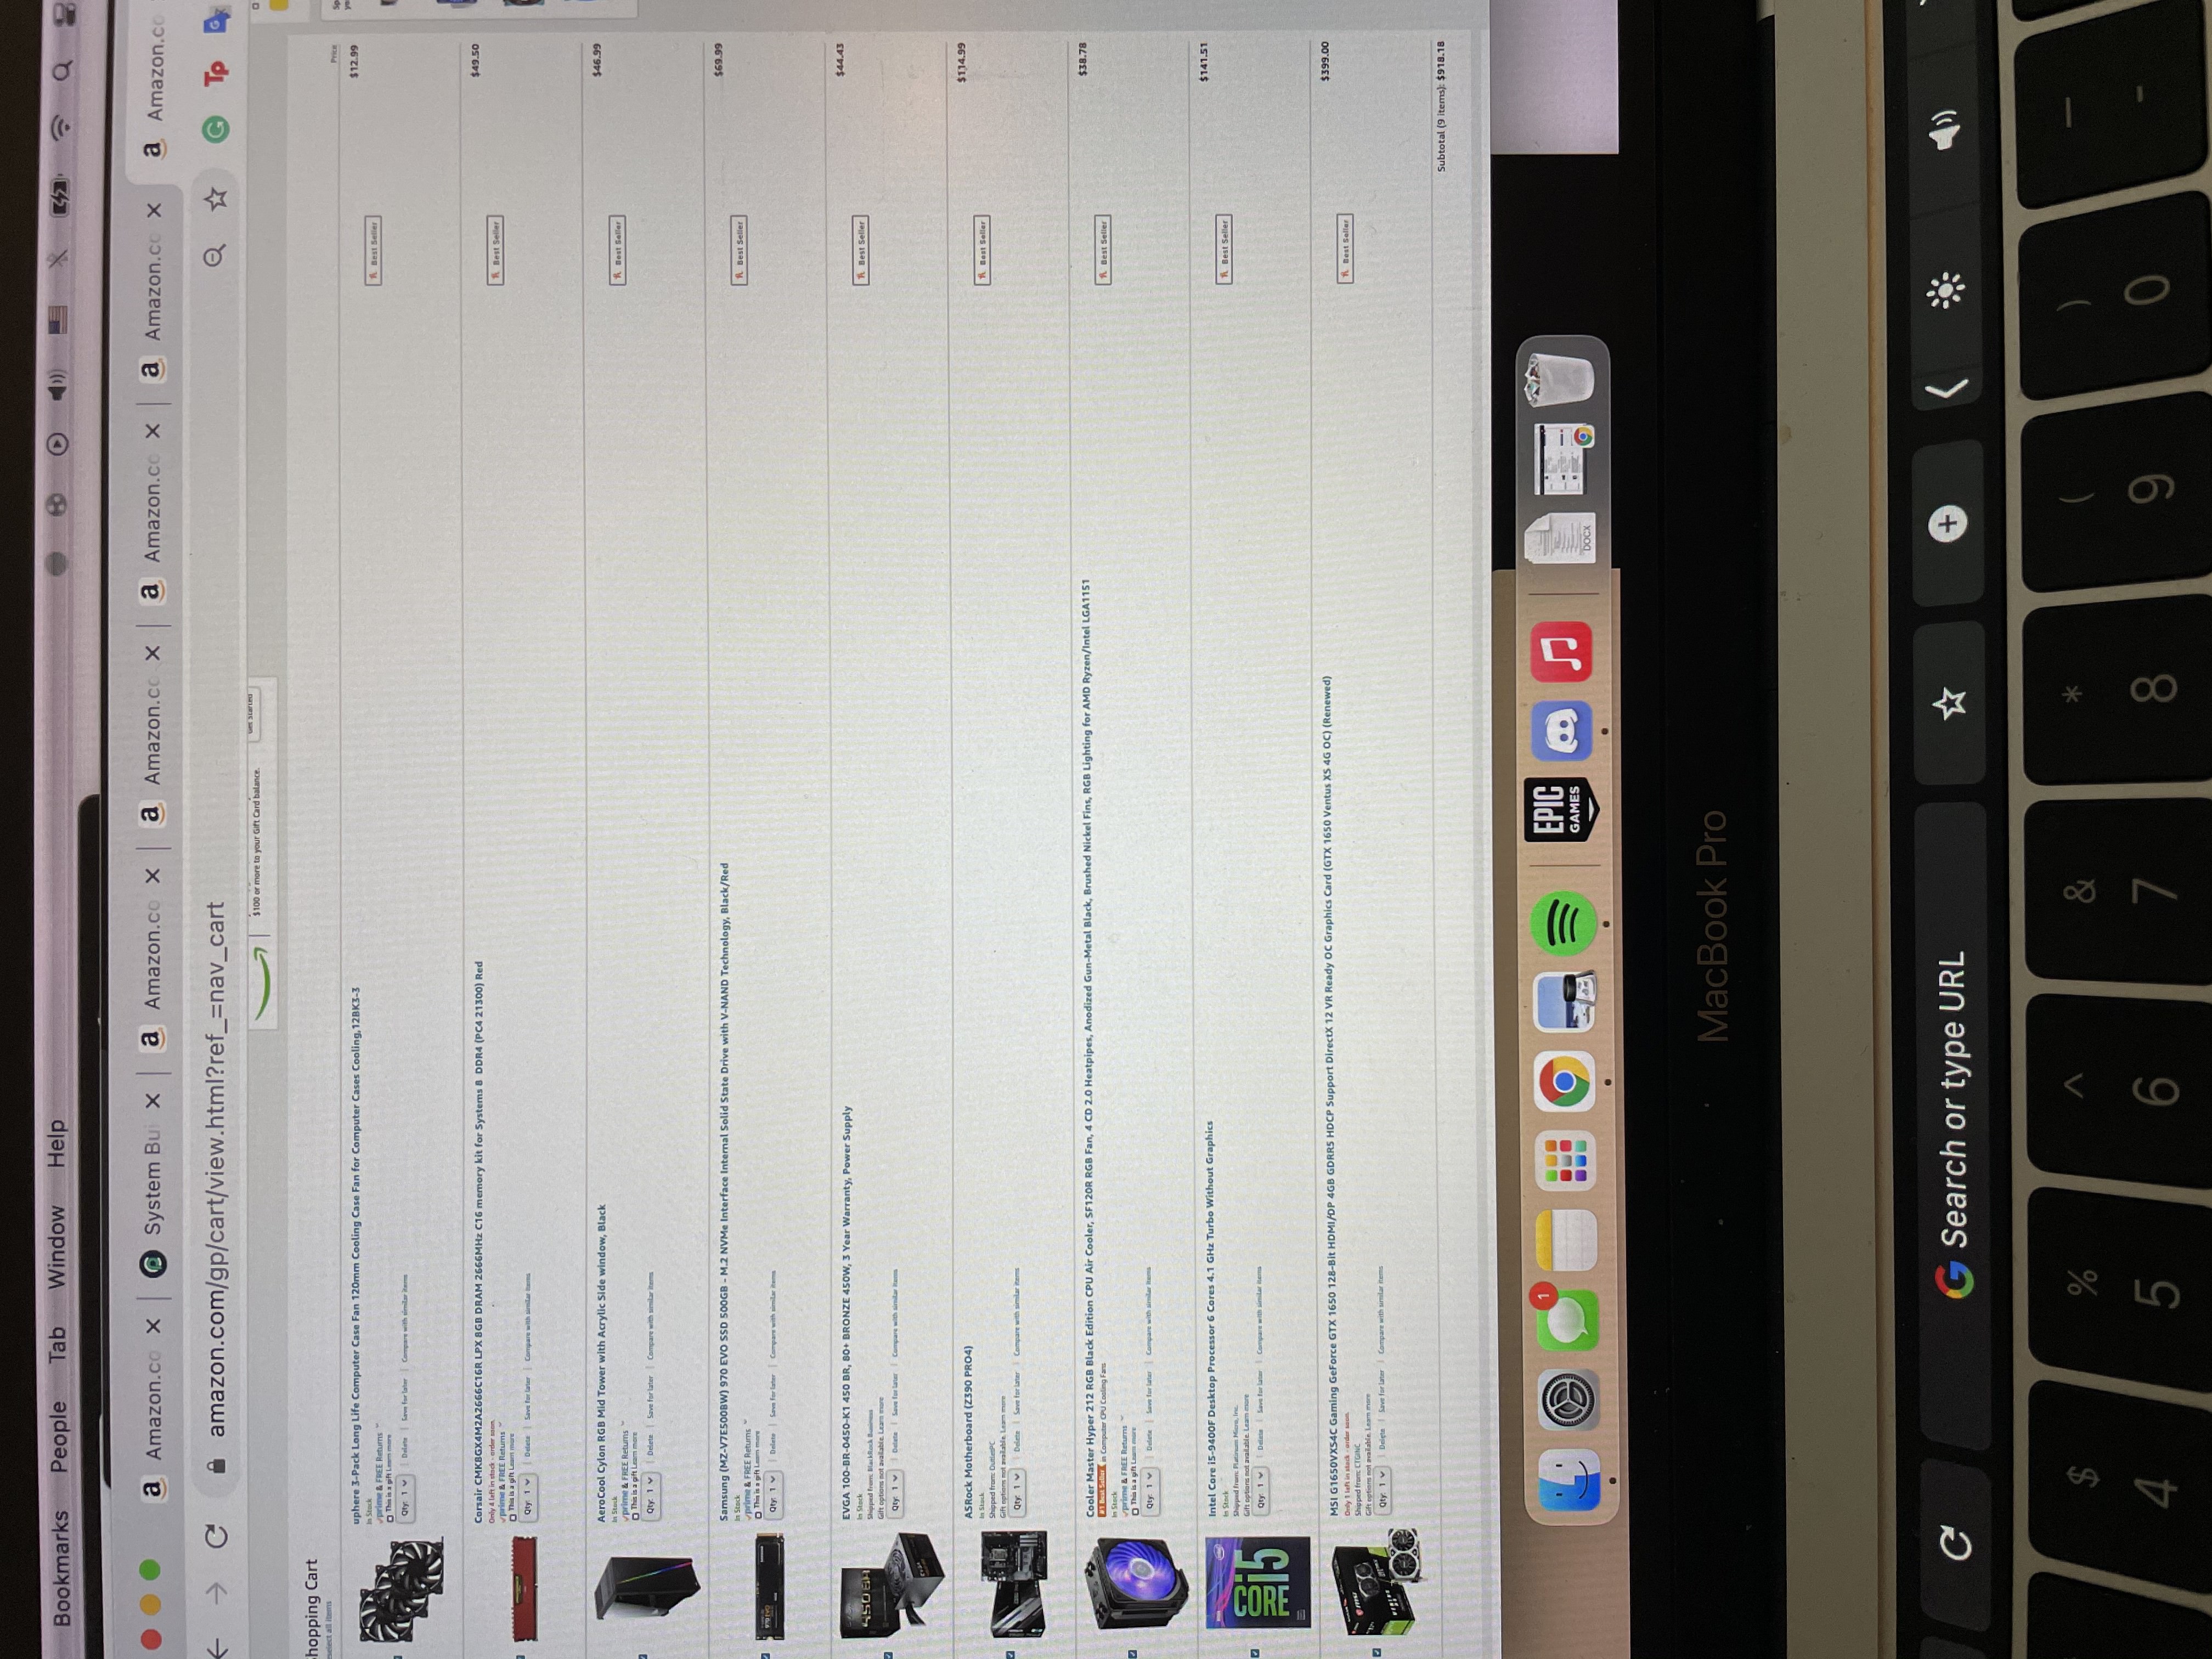 Bookmarks People Tab Window Help
Amazon.co System Bui Amazon.co Amazon.co Amazon.co Amazon.co Amazon.co
amazon.com/gp/cart/view.html?ref_=nav_cart
$100 or more to your Gift Card balance. Get Started
hopping Cart
eselect all items
Price
uphere 3-Pack Long Life Computer Case Fan 120mm Cooling Case Fan for Computer Cases Cooling,12BK3-3 $12.99
In Stock
prime & FREE Returns
Best Seller
This is a gift Learn more
Qty: 1 Delete Save for later Compare with similar items
Corsair CMK8GX4M2A2666C16R LPX 8GB DRAM 2666MHz C16 memory kit for Systems 8 DDR4 (PC4 21300) Red $49.50
Only 4 left in stock - order soon.
prime & FREE Returns
Best Seller
This is a gift Learn more
Qty: 1 Delete Save for later Compare with similar items
AeroCool Cylon RGB Mid Tower with Acrylic Side window, Black $46.99
In Stock
prime & FREE Returns
Best Seller
This is a gift Learn more
Qty: 1 Delete Save for later Compare with similar items
Samsung (MZ-V7E500BW) 970 EVO SSD 500GB - M.2 NVMe Interface Internal Solid State Drive with V-NAND Technology, Black/Red $69.99
In Stock
prime & FREE Returns
Best Seller
This is a gift Learn more
Qty: 1 Delete Save for later Compare with similar items
EVGA 100-BR-0450-K1 450 BR, 80+ BRONZE 450W, 3 Year Warranty, Power Supply $44.43
In Stock
Shipped from: BlackRock Business
Best Seller
Gift options not available. Learn more
Qty: 1 Delete Save for later Compare with similar items
450 BR
ASRock Motherboard (Z390 PRO4) $114.99
In Stock
Shipped from: OutletPC
Best Seller
Gift options not available. Learn more
Qty: 1 Delete Save for later Compare with similar items
Cooler Master Hyper 212 RGB Black Edition CPU Air Cooler, SF120R RGB Fan, 4 CD 2.0 Heatpipes, Anodized Gun-Metal Black, Brushed Nickel Fins, RGB Lighting for AMD Ryzen/Intel LGA1151 $38.78
#1 Best Seller in Computer CPU Cooling Fans
Best Seller
In Stock
prime & FREE Returns
This is a gift Learn more
Qty: 1 Delete Save for later Compare with similar items
Intel Core i5-9400F Desktop Processor 6 Cores 4.1 GHz Turbo Without Graphics $141.51
In Stock
Shipped from: Platinum Micro, Inc.
Best Seller
Gift options not available. Learn more
Qty: 1 Delete Save for later Compare with similar items
CORE i5
MSI G1650VXS4C Gaming GeForce GTX 1650 128-Bit HDMI/DP 4GB GDRR5 HDCP Support DirectX 12 VR Ready OC Graphics Card (GTX 1650 Ventus XS 4G OC) (Renewed) $399.00
Only 1 left in stock - order soon.
Shipped from: CTGINC
Best Seller
Gift options not available. Learn more
Qty: 1 Delete Save for later Compare with similar items
Subtotal (9 items): $918.18
1
EPIC
GAMES
DOCX
MacBook Pro
Search or type URL
$ % ^ & * ( ) —
4 5 6 7 8 9 0 -